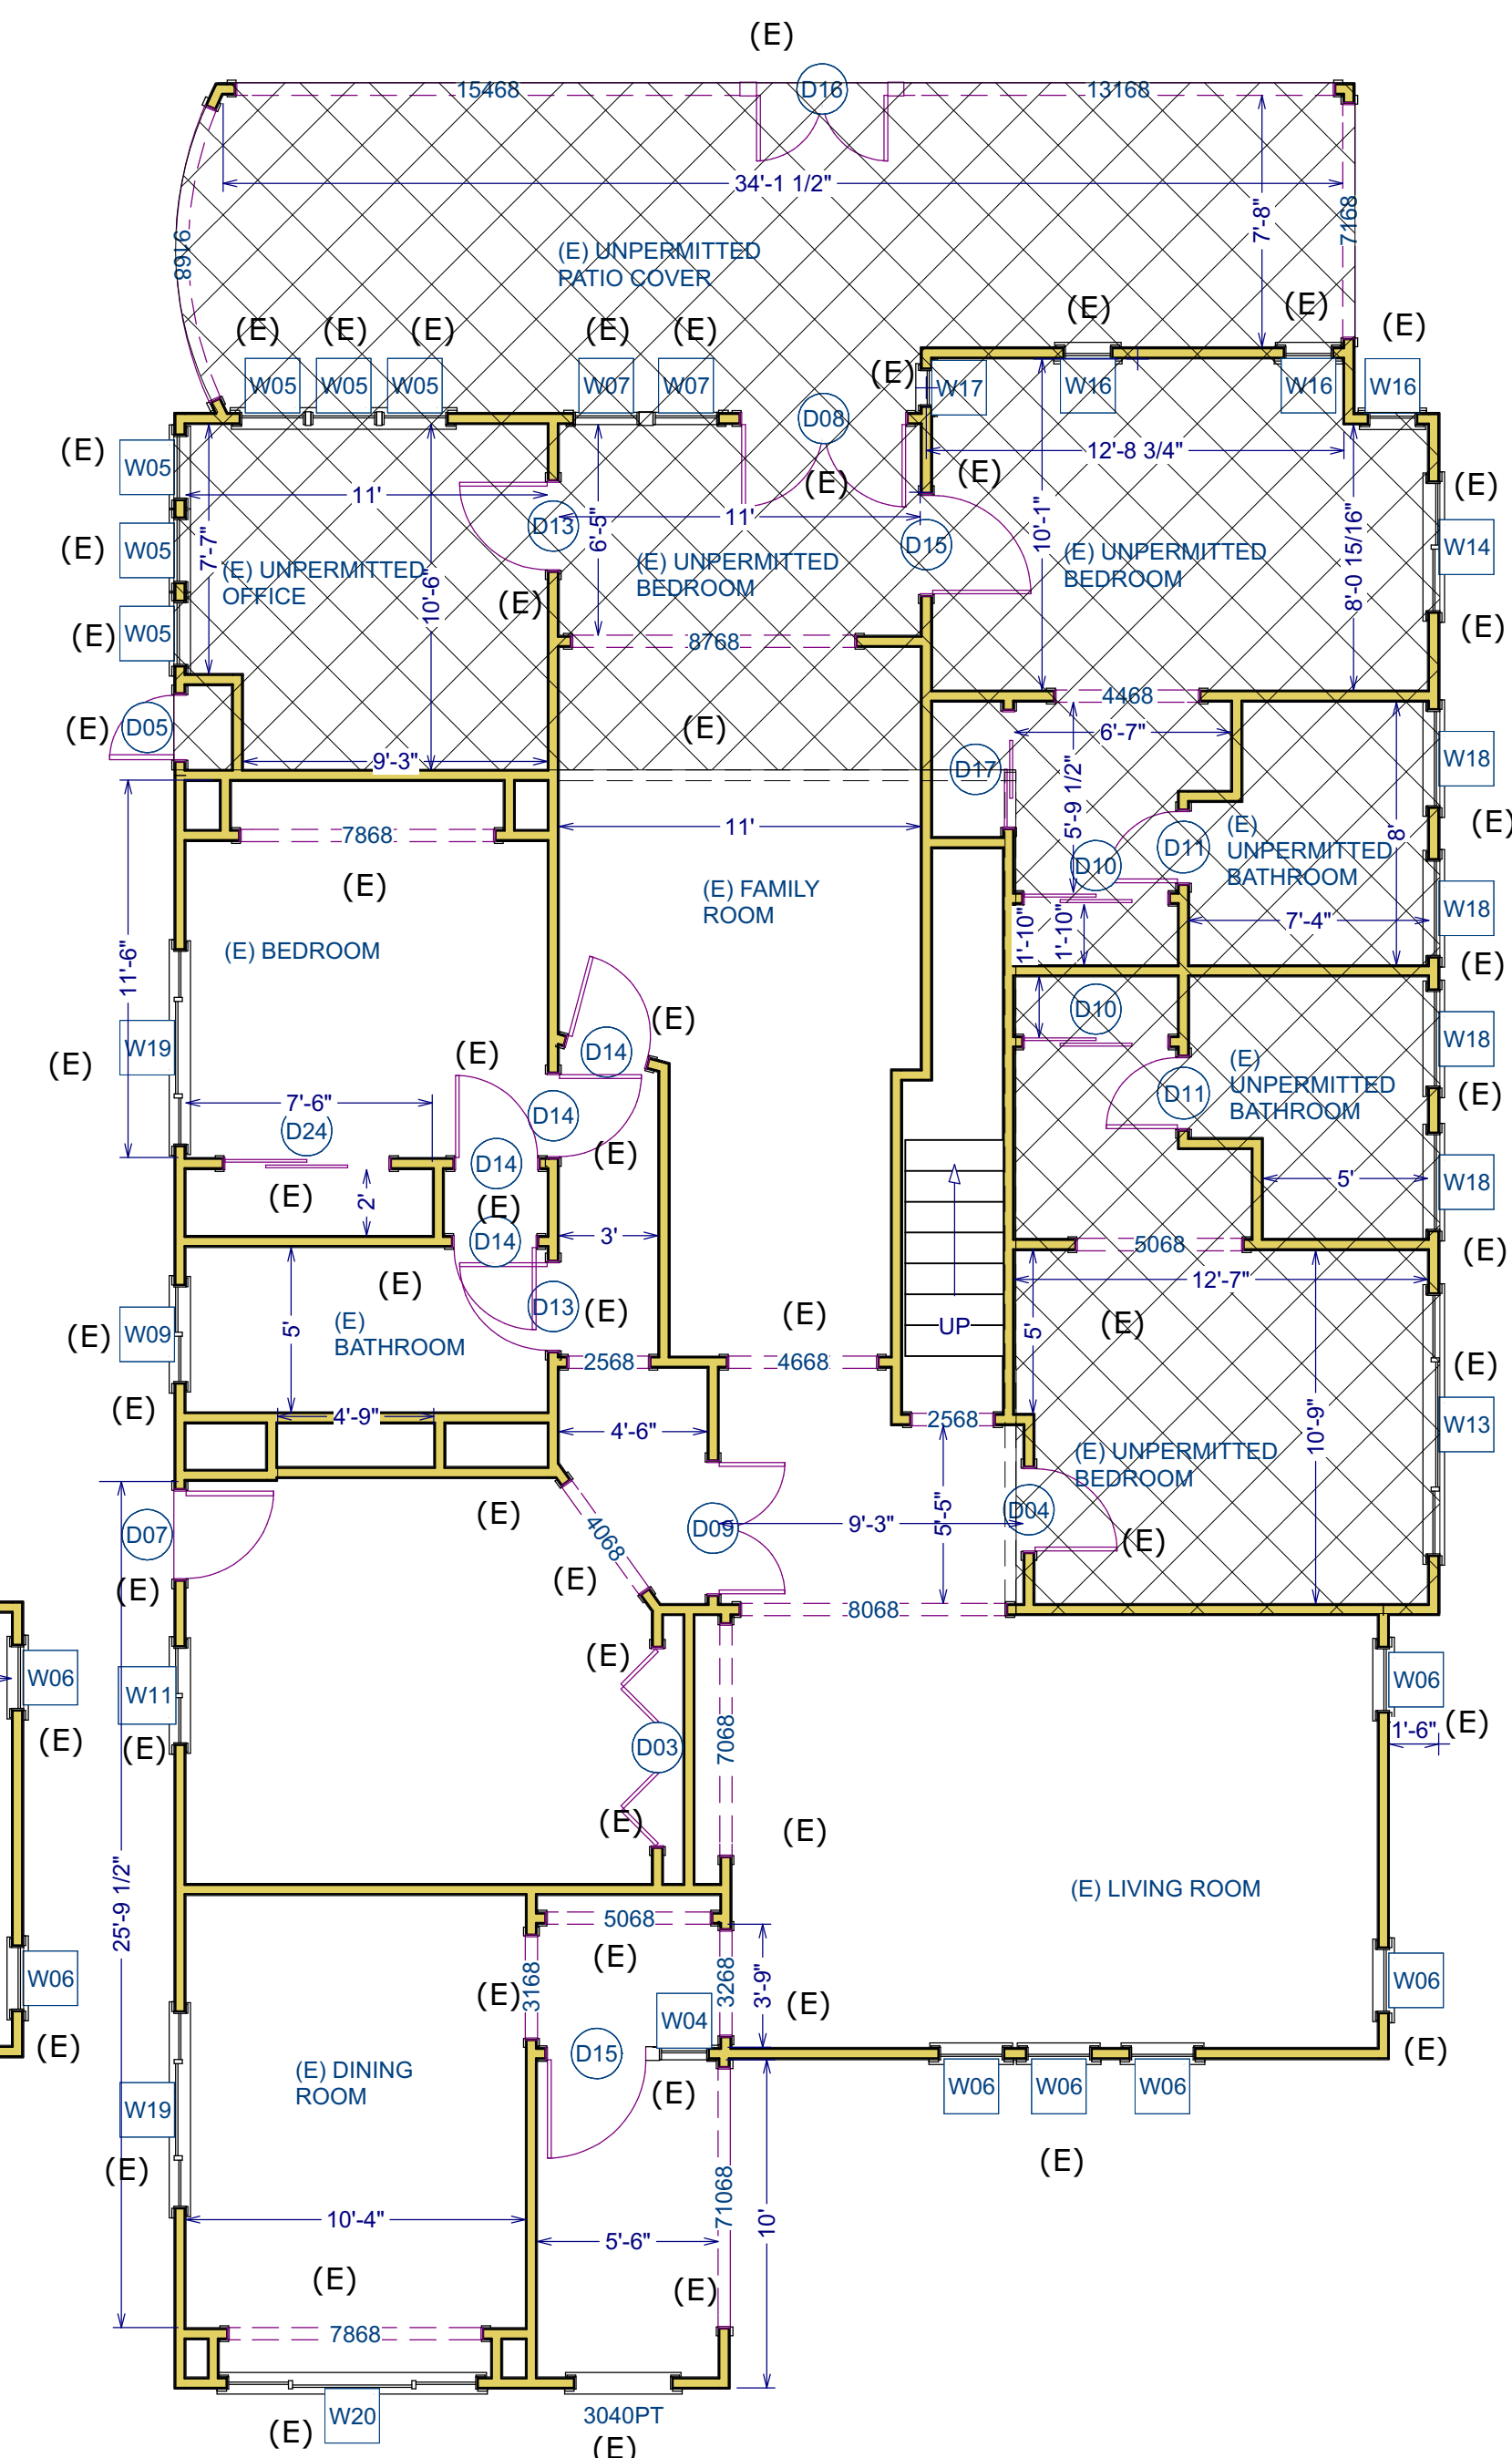 (E)
15468
D16
13168
34'-1 1/2"
7'-8"
7168
9168
(E) UNPERMITTED
PATIO COVER
(E)
(E)
(E)
(E)
(E)
(E)
(E)
(E)
(E)
W05
W05
W05
W07
W07
W17
W16
W16
W16
D08
(E)
W05
11'
D13
6'-5"
11'
(E)
(E)
D15
12'-8 3/4"
10'-1"
8'-0 15/16"
(E)
W14
(E)
W05
7'-7"
(E) UNPERMITTED
OFFICE
10'-6"
(E) UNPERMITTED
BEDROOM
(E) UNPERMITTED
BEDROOM
(E)
W05
(E)
8768
(E)
(E)
D05
9'-3"
(E)
4468
6'-7"
D17
5'-9 1/2"
W18
(E)
7868
(E)
11'
(E) FAMILY
ROOM
D10
D11
(E)
UNPERMITTED
BATHROOM
8'
7'-4"
W18
(E)
11'-6"
(E) BEDROOM
1'-10"
1'-10"
W19
(E)
(E)
D14
(E)
D10
D11
(E)
UNPERMITTED
BATHROOM
W18
(E)
7'-6"
D24
D14
(E)
D14
(E)
2'
(E)
D14
3'
5'
W18
(E)
5068
12'-7"
W09
(E)
(E)
5'
(E)
BATHROOM
D13
(E)
(E)
UP
5'
(E)
10'-9"
(E)
W13
2568
4668
(E)
4'-9"
4'-6"
2568
(E) UNPERMITTED
BEDROOM
D07
(E)
(E)
4068
(E)
D09
9'-3"
5'-5"
D04
(E)
8068
W06
(E)
W11
(E)
(E)
D03
7068
W06
1'-6"
(E)
(E)
(E)
25'-9 1/2"
(E) LIVING ROOM
W06
(E)
5068
(E)
(E)
3168
3268
3'-9"
(E)
W04
D15
(E)
W06
(E)
W06
W06
W06
(E)
(E) DINING
ROOM
W19
(E)
71068
10'
10'-4"
5'-6"
(E)
(E)
7868
W20
(E)
3040PT
(E)